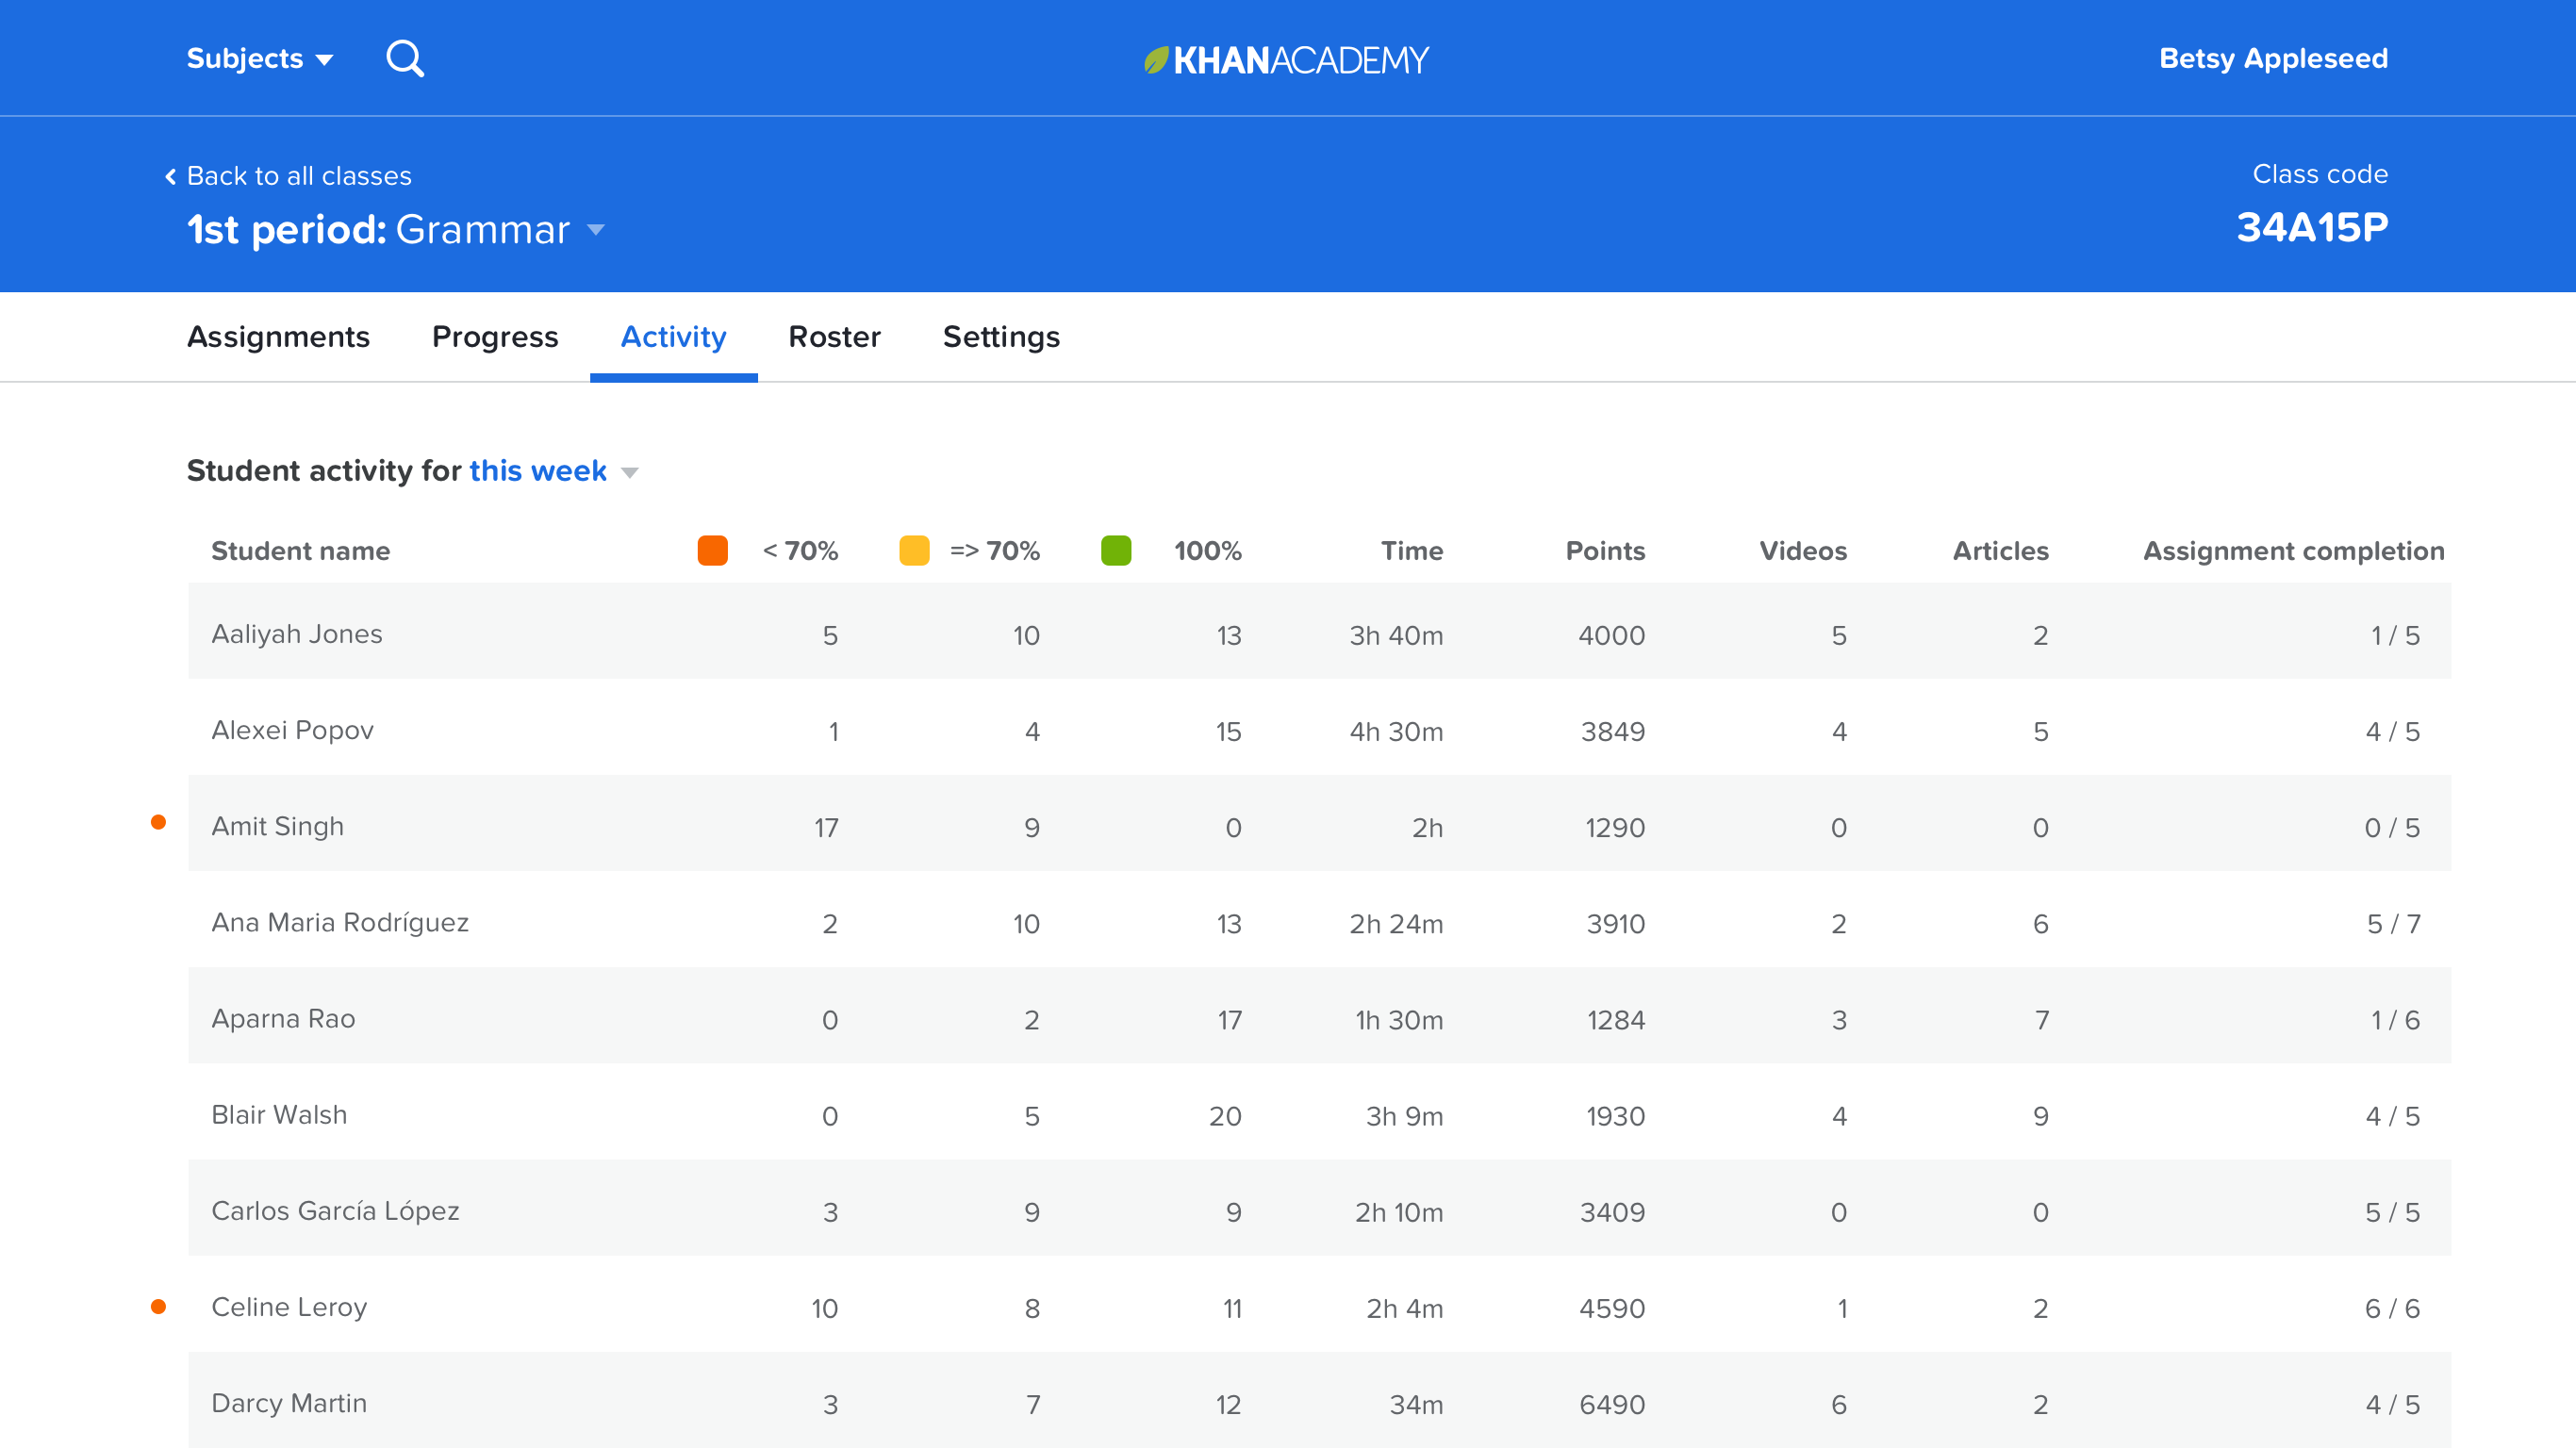 Subjects KHANACADEMY Betsy Appleseed
Back to all classes Class code
1st period: Grammar 34A15P
Assignments Progress Activity Roster Settings
Student activity for this week
Student name < 70% => 70% 100% Time Points Videos Articles Assignment completion
Aaliyah Jones 5 10 13 3h 40m 4000 5 2 1 / 5
Alexei Popov 1 4 15 4h 30m 3849 4 5 4 / 5
Amit Singh 17 9 0 2h 1290 0 0 0 / 5
Ana Maria Rodríguez 2 10 13 2h 24m 3910 2 6 5 / 7
Aparna Rao 0 2 17 1h 30m 1284 3 7 1 / 6
Blair Walsh 0 5 20 3h 9m 1930 4 9 4 / 5
Carlos García López 3 9 9 2h 10m 3409 0 0 5 / 5
Celine Leroy 10 8 11 2h 4m 4590 1 2 6 / 6
Darcy Martin 3 7 12 34m 6490 6 2 4 / 5